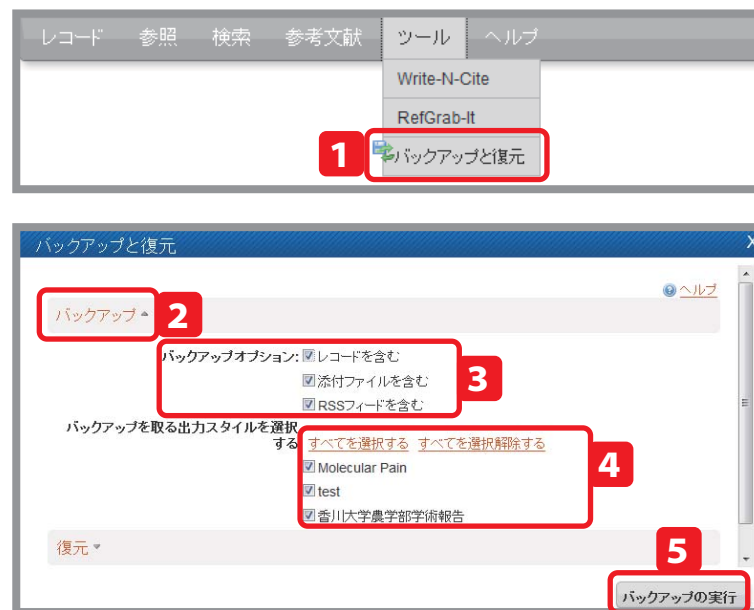 レコード 参照 検索 参考文献 ツール ヘルプ
Write-N-Cite
RefGrab-It
1 バックアップと復元
バックアップと復元 X
ヘルプ
バックアップ 2
バックアップオプション: レコードを含む
添付ファイルを含む 3
RSSフィードを含む
バックアップを取る出力スタイルを選択
する すべてを選択する すべてを選択解除する
Molecular Pain 4
test
香川大学農学部学術報告
復元 5
バックアップの実行